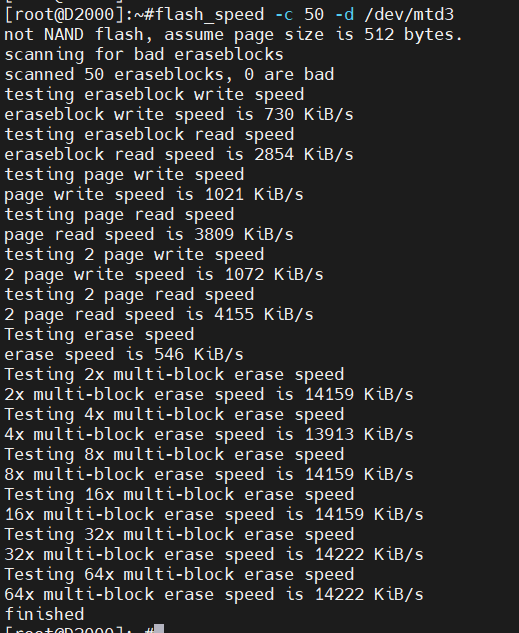 [root@D2000]:~#flash_speed -c 50 -d /dev/mtd3
not NAND flash, assume page size is 512 bytes.
scanning for bad eraseblocks
scanned 50 eraseblocks, 0 are bad
testing eraseblock write speed
eraseblock write speed is 730 KiB/s
testing eraseblock read speed
eraseblock read speed is 2854 KiB/s
testing page write speed
page write speed is 1021 KiB/s
testing page read speed
page read speed is 3809 KiB/s
testing 2 page write speed
2 page write speed is 1072 KiB/s
testing 2 page read speed
2 page read speed is 4155 KiB/s
Testing erase speed
erase speed is 546 KiB/s
Testing 2x multi-block erase speed
2x multi-block erase speed is 14159 KiB/s
Testing 4x multi-block erase speed
4x multi-block erase speed is 13913 KiB/s
Testing 8x multi-block erase speed
8x multi-block erase speed is 14159 KiB/s
Testing 16x multi-block erase speed
16x multi-block erase speed is 14159 KiB/s
Testing 32x multi-block erase speed
32x multi-block erase speed is 14222 KiB/s
Testing 64x multi-block erase speed
64x multi-block erase speed is 14222 KiB/s
finished
[root@D2000]:~#